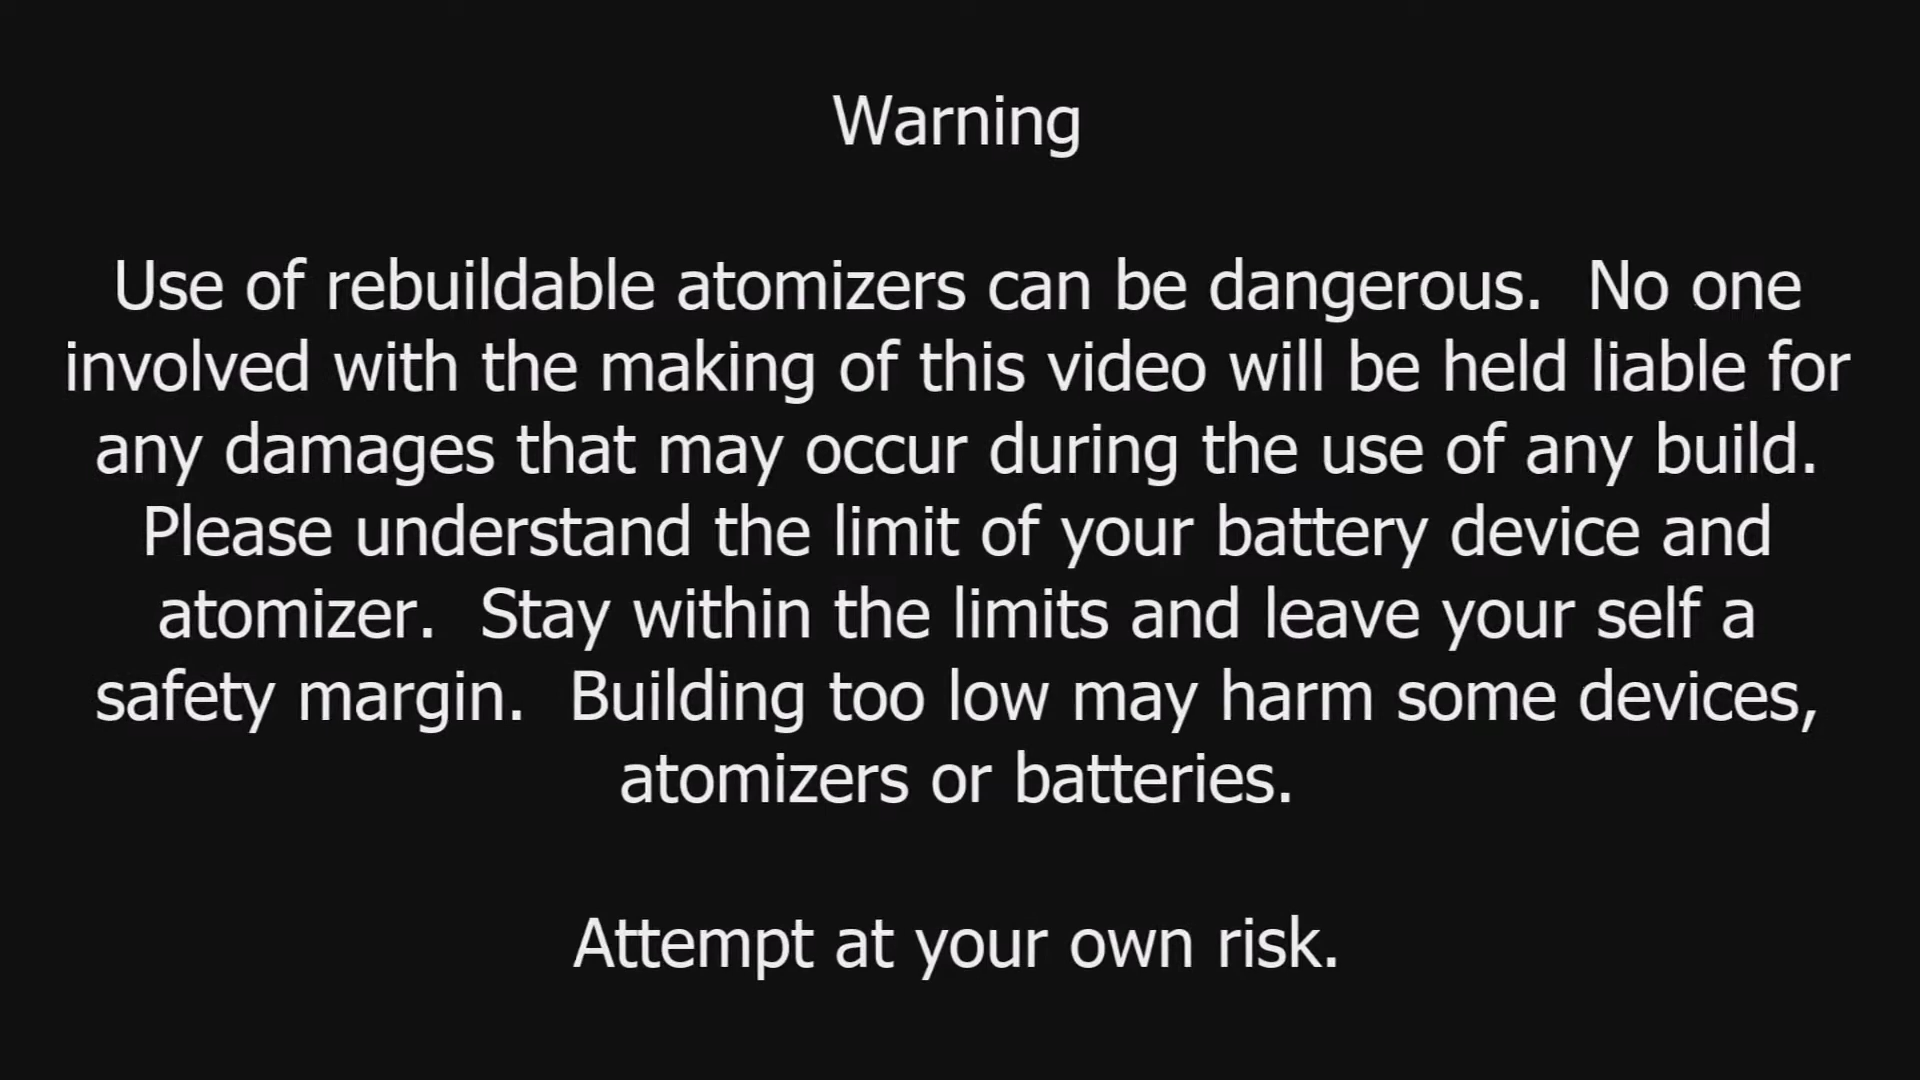 Warning
Use of rebuildable atomizers can be dangerous.  No one
involved with the making of this video will be held liable for
any damages that may occur during the use of any build.
Please understand the limit of your battery device and
atomizer.  Stay within the limits and leave your self a
safety margin.  Building too low may harm some devices,
atomizers or batteries.
Attempt at your own risk.